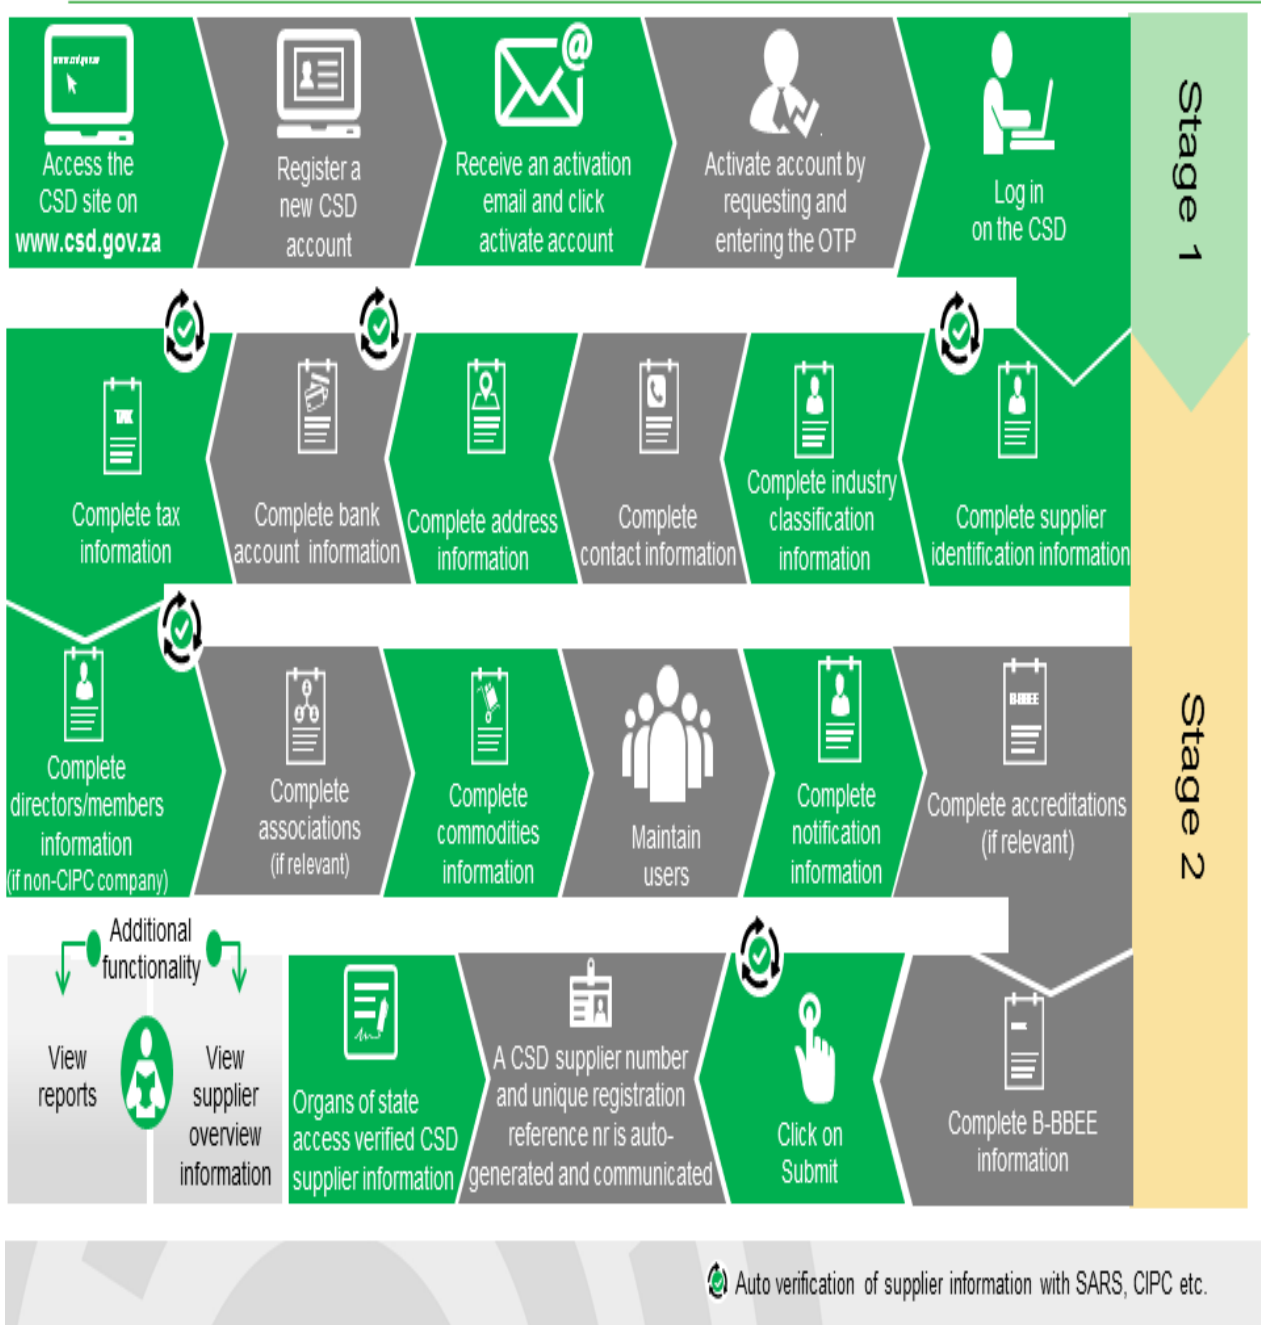 www.csd.gov.za
Access the
CSD site on
www.csd.gov.za
Register a
new CSD
account
@
Receive an activation
email and click
activate account
Activate account by
requesting and
entering the OTP
Log in
on the CSD
Stage 1
Complete supplier
identification information
Complete industry
classification
information
Complete
contact information
Complete address
information
Complete bank
account information
TAX
Complete tax
information
Complete
directors/members
information
(if non-CIPC company)
Complete
associations
(if relevant)
Complete
commodities
information
Maintain
users
Complete
notification
information
B-BBEE
Complete accreditations
(if relevant)
Stage 2
Complete B-BBEE
information
Click on
Submit
A CSD supplier number
and unique registration
reference nr is auto-
generated and communicated
Organs of state
access verified CSD
supplier information
Additional
functionality
View
reports
View
supplier
overview
information
Auto verification of supplier information with SARS, CIPC etc.